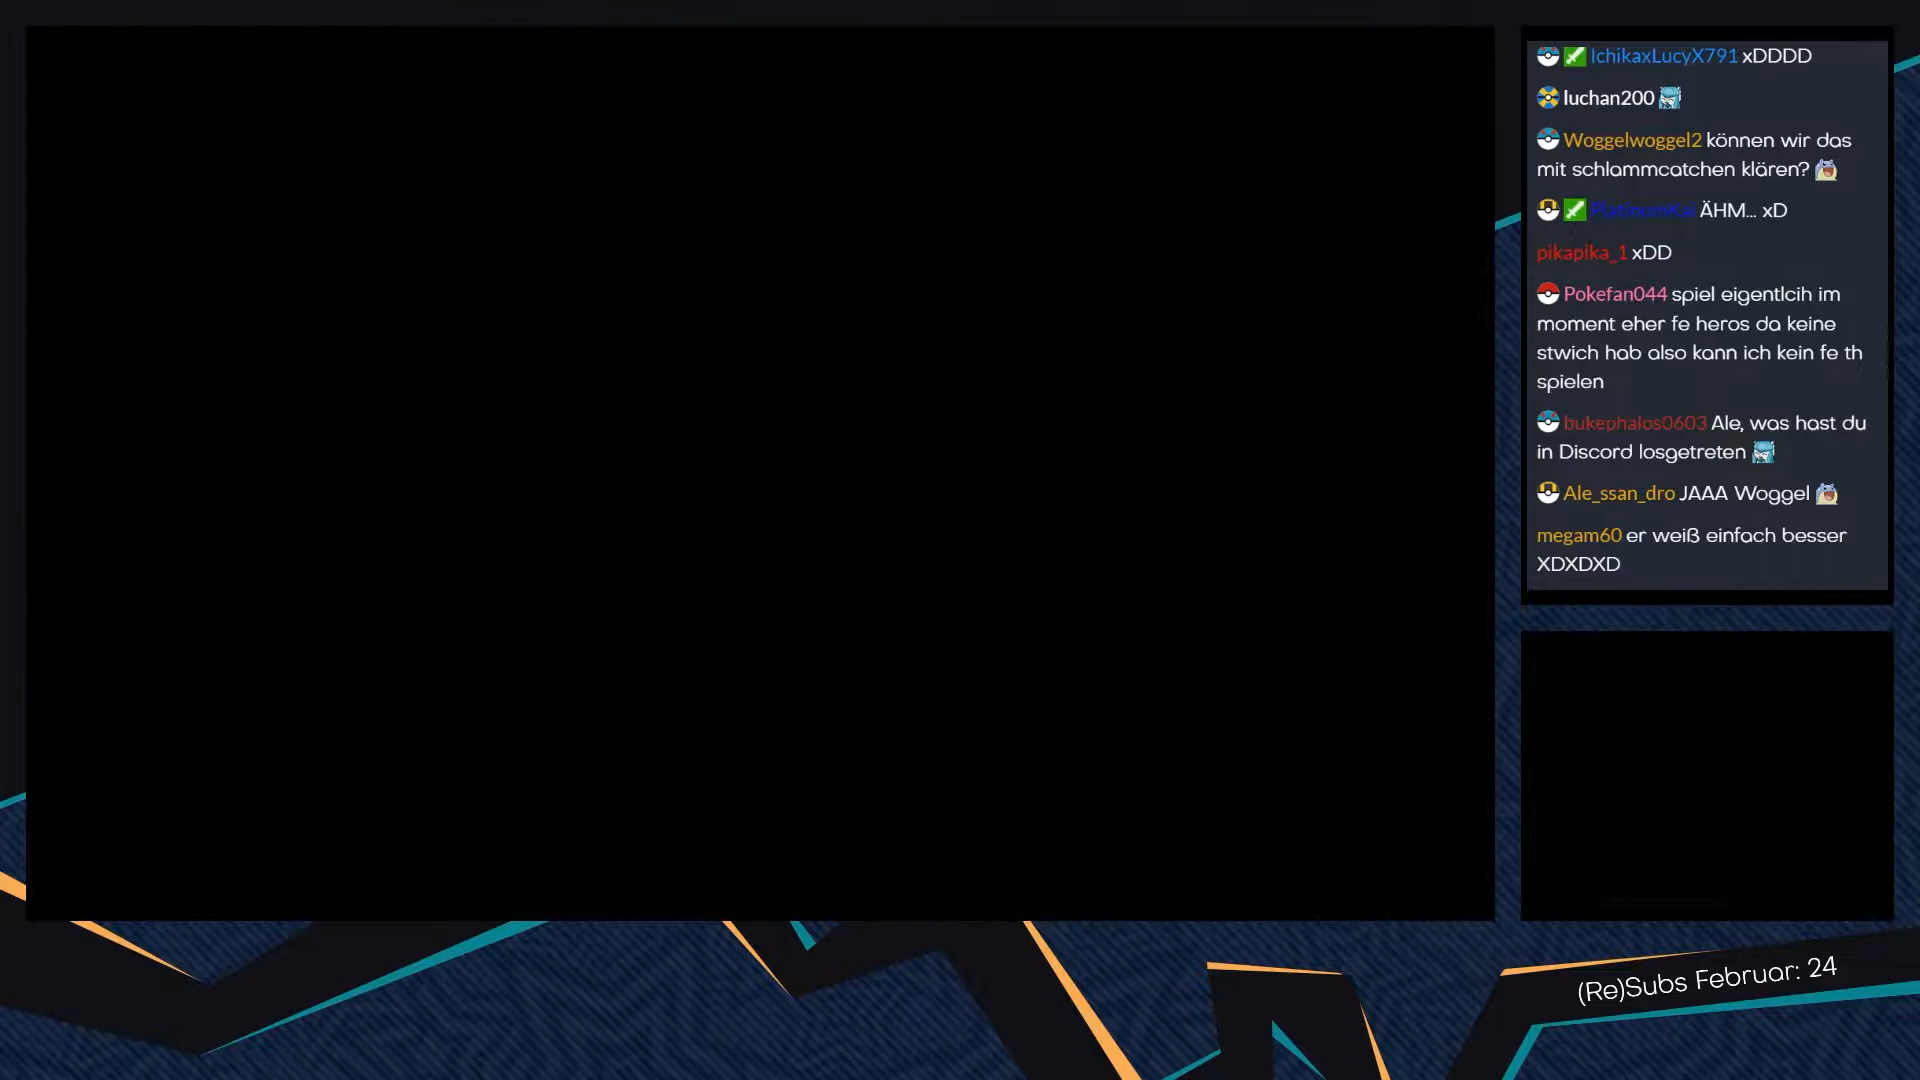 IchikaxLucyX791 xDDDD
luchan200
Woggelwoggel2 können wir das
mit schlammcatchen klären?
PlatinumKai ÄHM... xD
pikapika_1 xDD
Pokefan044 spiel eigentlcih im
moment eher fe heros da keine
stwich hab also kann ich kein fe th
spielen
bukephalos0603 Ale, was hast du
in Discord losgetreten
Ale_ssan_dro JAAA Woggel
megam60 er weiß einfach besser
XDXDXD
(Re)Subs Februar: 24